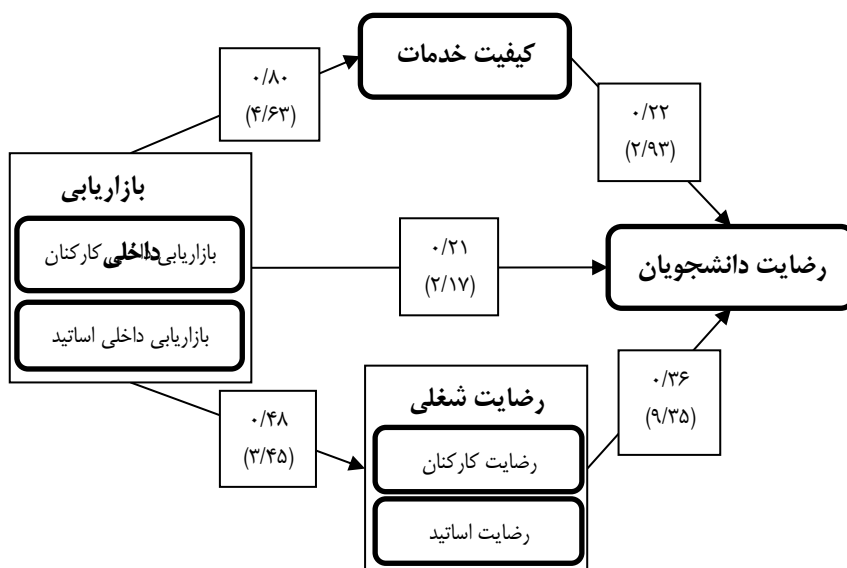 کیفیت خدمات
۰/۸۰
(۴/۶۳)
۰/۲۲
(۲/۹۳)
بازاریابی
داخلی
بازاریابی داخلی کارکنان
بازاریابی داخلی اساتید
۰/۲۱
(۲/۱۷)
رضایت دانشجویان
۰/۴۸
(۳/۴۵)
رضایت شغلی
رضایت کارکنان
رضایت اساتید
۰/۳۶
(۹/۳۵)